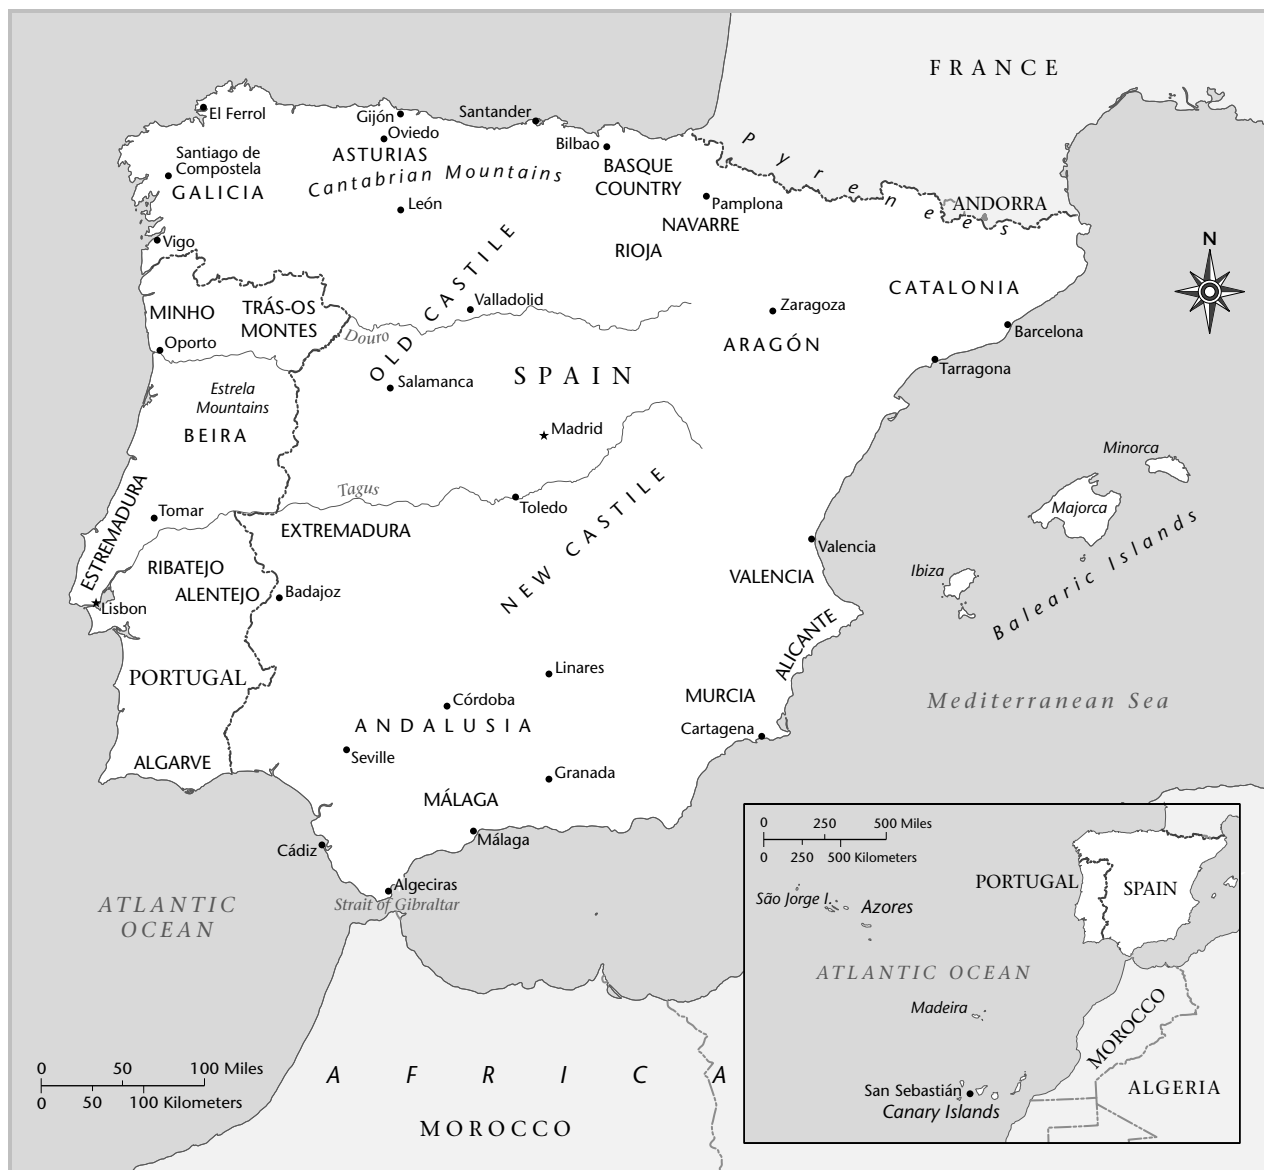 FRANCE
El Ferrol
Gijón
Santander
Oviedo
Bilbao
Pyrenees
Santiago de
Compostela
ASTURIAS
BASQUE
COUNTRY
GALICIA
Cantabrian Mountains
León
Pamplona
ANDORRA
NAVARRE
Vigo
RIOJA
N
OLD CASTILE
CATALONIA
MINHO
TRÁS-OS
MONTES
Valladolid
Zaragoza
Barcelona
Oporto
Douro
ARAGÓN
Tarragona
Salamanca
SPAIN
Estrela
Mountains
BEIRA
Madrid
Minorca
Tagus
Toledo
Majorca
ESTREMADURA
Tomar
EXTREMADURA
NEW CASTILE
Valencia
Balearic Islands
RIBATEJO
ALENTEJO
Badajoz
VALENCIA
Ibiza
Lisbon
ALICANTE
PORTUGAL
Linares
MURCIA
Córdoba
Mediterranean Sea
ANDALUSIA
Cartagena
Seville
ALGARVE
Granada
MÁLAGA
Málaga
Cádiz
Algeciras
Strait of Gibraltar
ATLANTIC
OCEAN
0 50 100 Miles
0 50 100 Kilometers
AFRICA
MOROCCO
0 250 500 Miles
0 250 500 Kilometers
PORTUGAL
SPAIN
São Jorge I.
Azores
ATLANTIC OCEAN
Madeira
MOROCCO
San Sebastián
Canary Islands
ALGERIA